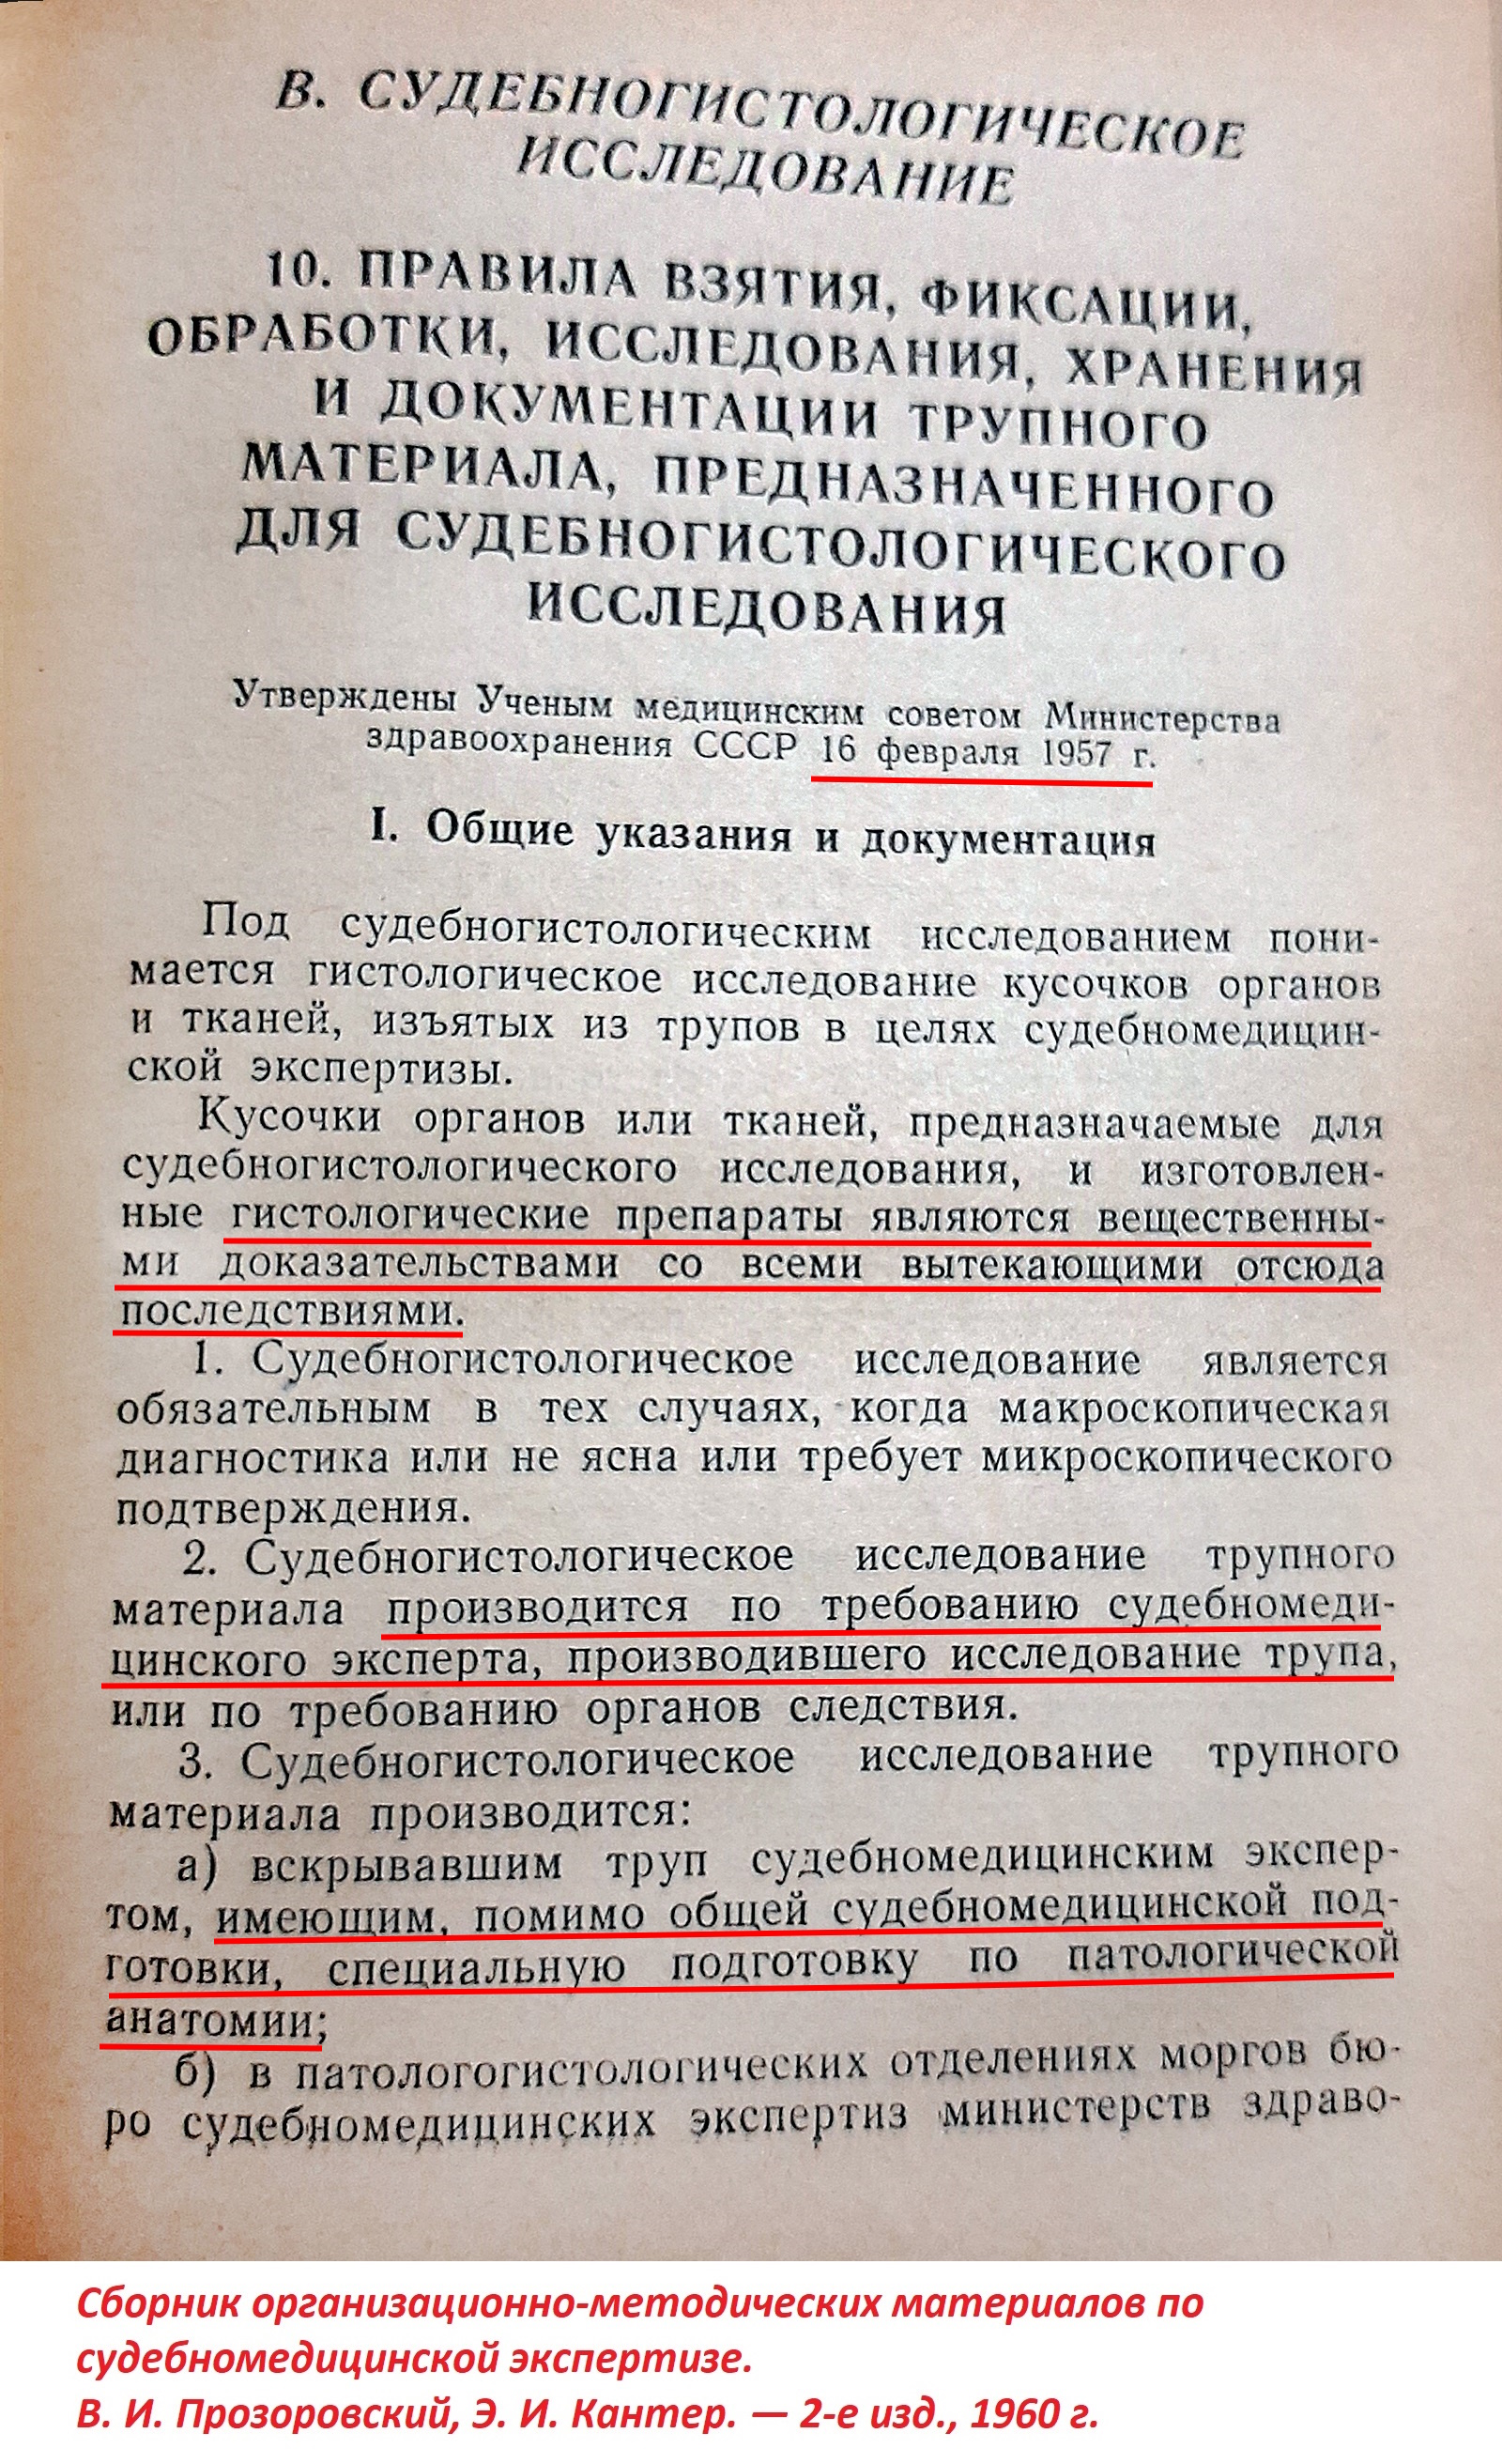 В. СУДЕБНОГИСТОЛОГИЧЕСКОЕ
ИССЛЕДОВАНИЕ
10. ПРАВИЛА ВЗЯТИЯ, ФИКСАЦИИ,
ОБРАБОТКИ, ИССЛЕДОВАНИЯ, ХРАНЕНИЯ
И ДОКУМЕНТАЦИИ ТРУПНОГО
МАТЕРИАЛА, ПРЕДНАЗНАЧЕННОГО
ДЛЯ СУДЕБНОГИСТОЛОГИЧЕСКОГО
ИССЛЕДОВАНИЯ
Утверждены Ученым медицинским советом Министерства
здравоохранения СССР 16 февраля 1957 г.
I. Общие указания и документация
Под судебногистологическим исследованием пони-
мается гистологическое исследование кусочков органов
и тканей, изъятых из трупов в целях судебномедицин-
ской экспертизы.
Кусочки органов или тканей, предназначаемые для
судебногистологического исследования, и изготовлен-
ные гистологические препараты являются вещественны-
ми доказательствами со всеми вытекающими отсюда
последствиями.
1. Судебногистологическое исследование является
обязательным в тех случаях, когда макроскопическая
диагностика или не ясна или требует микроскопического
подтверждения.
2. Судебногистологическое исследование трупного
материала производится по требованию судебномеди-
цинского эксперта, производившего исследование трупа,
или по требованию органов следствия.
3. Судебногистологическое исследование трупного
материала производится:
а) вскрывавшим труп судебномедицинским экспер-
том, имеющим, помимо общей судебномедицинской под-
готовки, специальную подготовку по патологической
анатомии;
б) в патологогистологических отделениях моргов бю-
ро судебномедицинских экспертиз министерств здраво-
Сборник организационно-методических материалов по
судебномедицинской экспертизе.
В. И. Прозоровский, Э. И. Кантер. — 2-е изд., 1960 г.